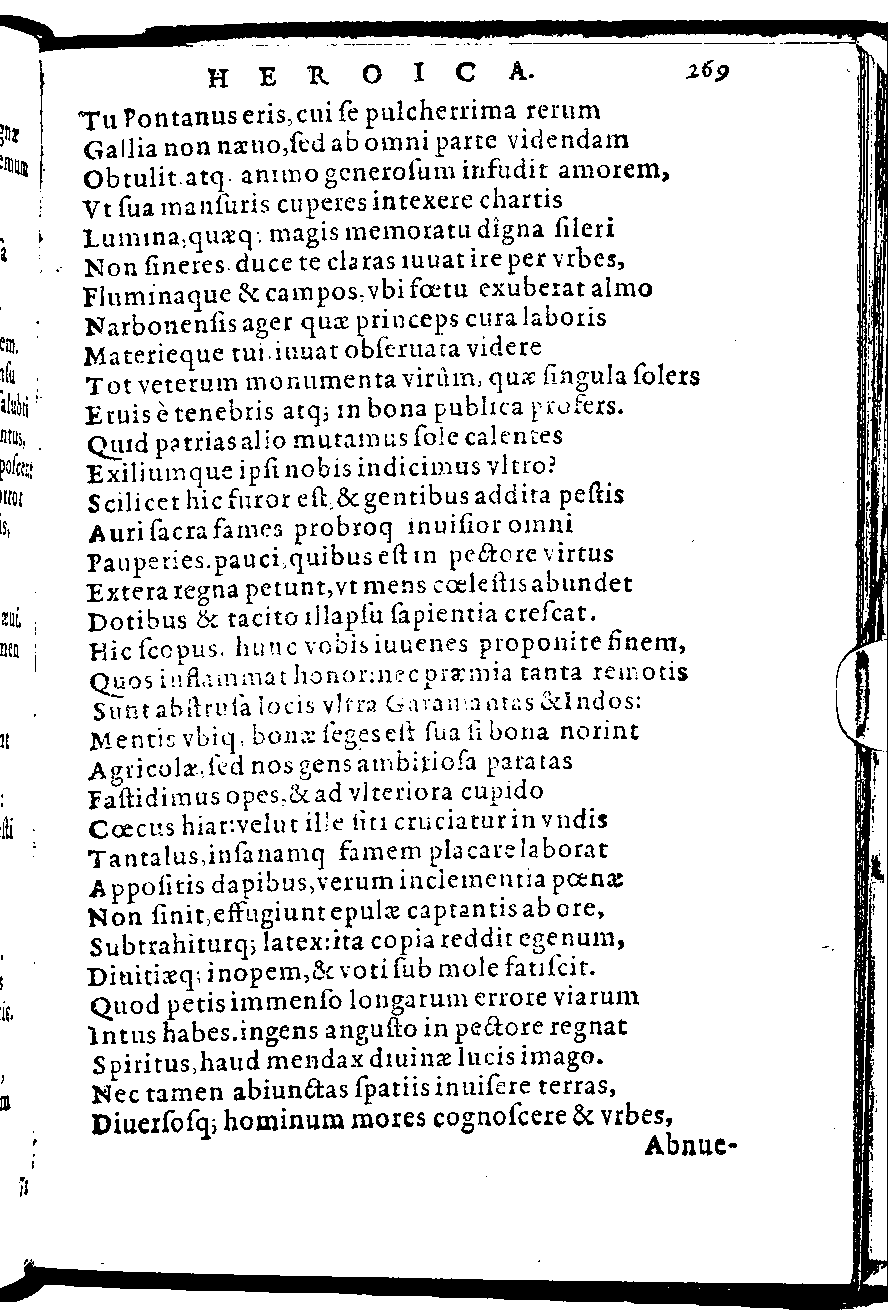 HEROICA. 269
Tu Pontanus eris, cui ſe pulcherrima rerum
Gallia non næuo, ſed ab omni parte videndam
Obtulit. atq. animo generoſum infudit amorem,
Vt ſua manſuris cuperes intexere chartis
Lumina, quæq; magis memoratu digna ſileri
Non ſineres. duce te claras iuuat ire per vrbes,
Fluminaque & campos, vbi fœtu exuberat almo
Narbonenſis ager quæ princeps cura laboris
Materieque tui. iuuat obſeruata videre
Tot veterum monumenta virûm, quæ ſingula ſolers
Eruis è tenebris atq; in bona publica profers.
Quid patrias alio mutamus ſole calentes
Exiliumque ipſi nobis indicimus vltro?
Scilicet hic furor eſt, & gentibus addita peſtis
Auri ſacra fames probroq inuiſior omni
Pauperies. pauci, quibus eſt in pectore virtus
Extera regna petunt, vt mens cœleſtis abundet
Dotibus & tacito illapſu ſapientia creſcat.
Hic ſcopus. hunc vobis iuuenes proponite finem,
Quos inflammat honor: nec præmia tanta remotis
Sunt abſtruſa locis vltra Garamantas & Indos:
Mentis vbiq, bonæ ſeges eſt ſua ſi bona norint
Agricolæ, ſed nos gens ambitioſa paratas
Faſtidimus opes, & ad vlteriora cupido
Cœcus hiat: velut ille ſiti cruciatur in vndis
Tantalus, inſanamq famem placare laborat
Appoſitis dapibus, verum inclementia pœnæ
Non ſinit, effugiunt epulæ captantis ab ore,
Subtrahiturq; latex: ita copia reddit egenum,
Diuitiæq; inopem, & voti ſub mole fatiſcit.
Quod petis immenſo longarum errore viarum
Intus habes. ingens anguſto in pectore regnat
Spiritus, haud mendax diuinæ lucis imago.
Nec tamen abiunctas ſpatiis inuiſere terras,
Diuerſoſq; hominum mores cognoſcere & vrbes,
Abnue-